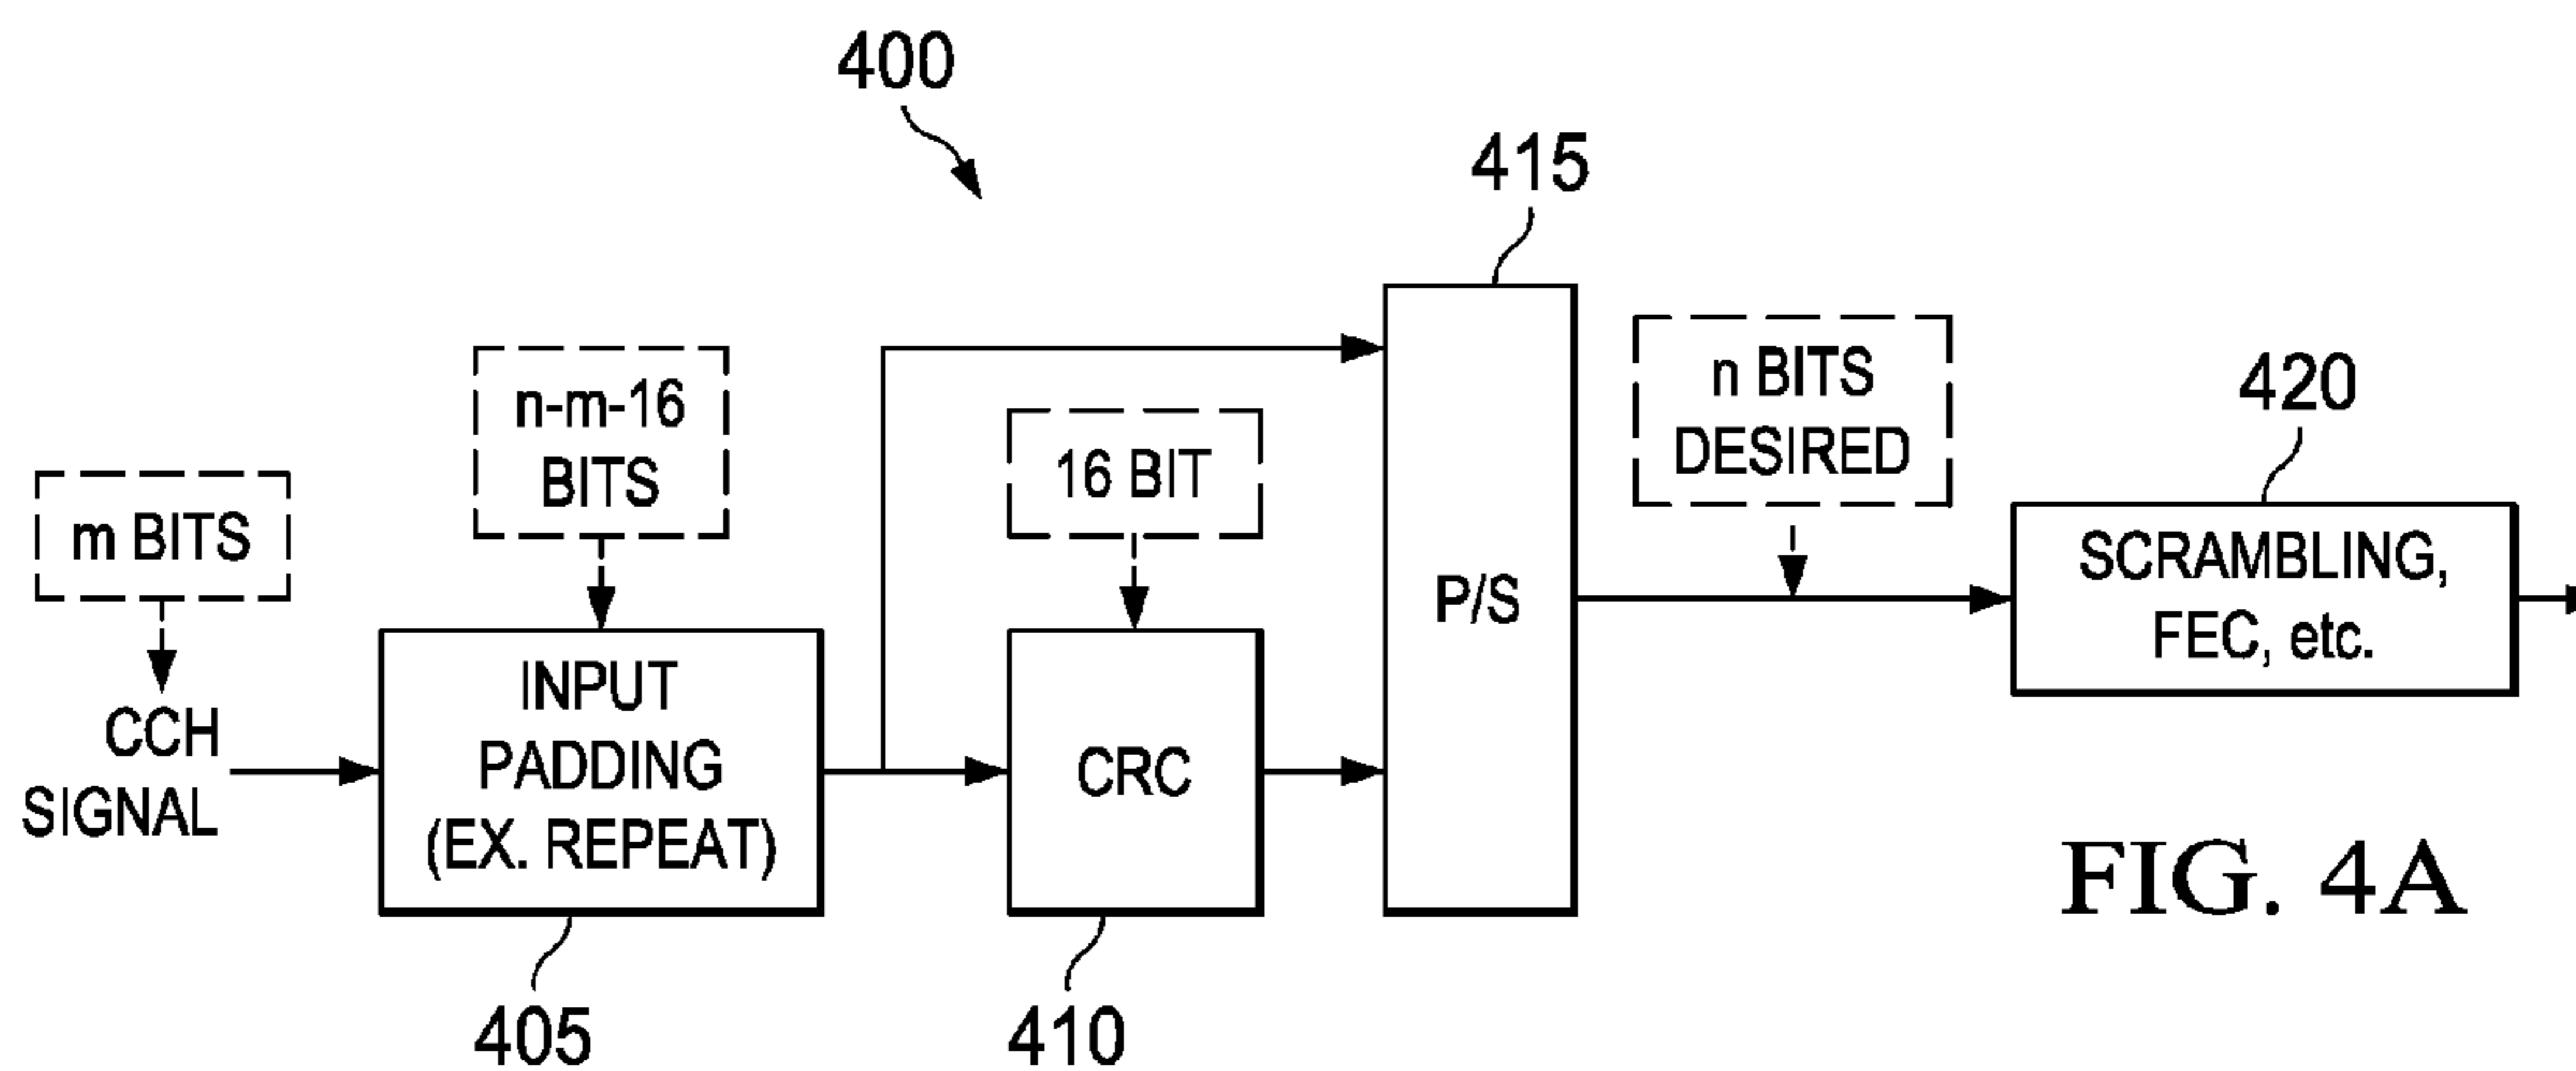 400
415
n-m-16
BITS
16 BIT
n BITS
DESIRED
420
m BITS
CCH
SIGNAL
INPUT
PADDING
(EX. REPEAT)
CRC
P/S
SCRAMBLING,
FEC, etc.
405
410
FIG. 4A